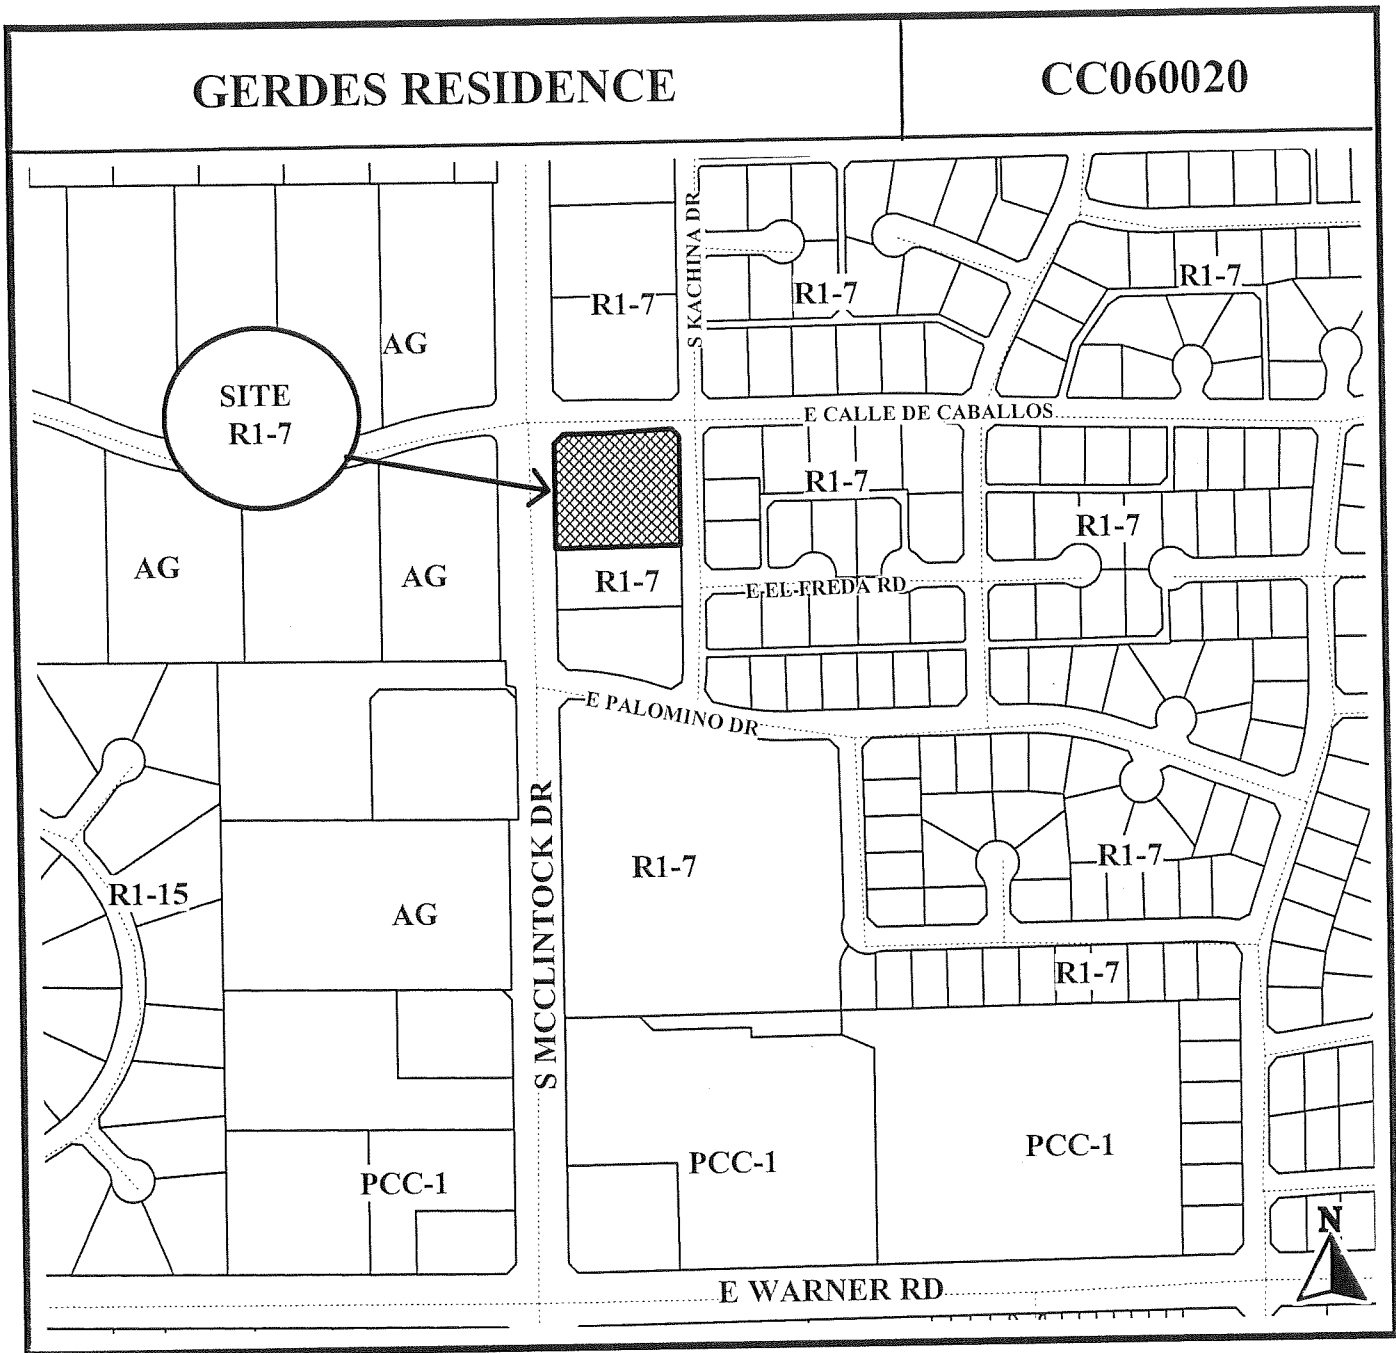 GERDES RESIDENCE
CC060020
S KACHINA DR
R1-7
R1-7
R1-7
AG
SITE
R1-7
E CALLE DE CABALLOS
R1-7
R1-7
AG
AG
R1-7
E EL FREDA RD
E PALOMINO DR
S MCCLINTOCK DR
R1-7
R1-7
R1-15
AG
R1-7
PCC-1
PCC-1
PCC-1
N
E WARNER RD